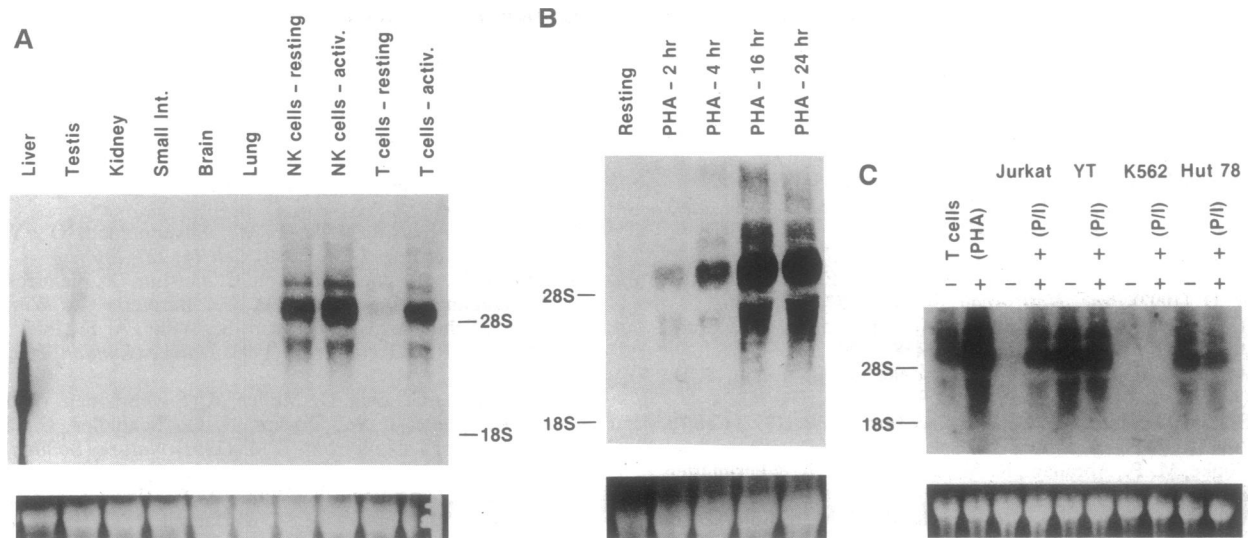 A
Liver
Testis
Kidney
Small Int.
Brain
Lung
NK cells – resting
NK cells – activ.
T cells – resting
T cells – activ.
—28S
—18S
B
Resting
PHA – 2 hr
PHA – 4 hr
PHA – 16 hr
PHA – 24 hr
28S—
18S—
C
Jurkat YT K562 Hut 78
T cells
(PHA)
+ (P/I) + (P/I) + (P/I) + (P/I)
– + – + – + – + – +
28S—
18S—